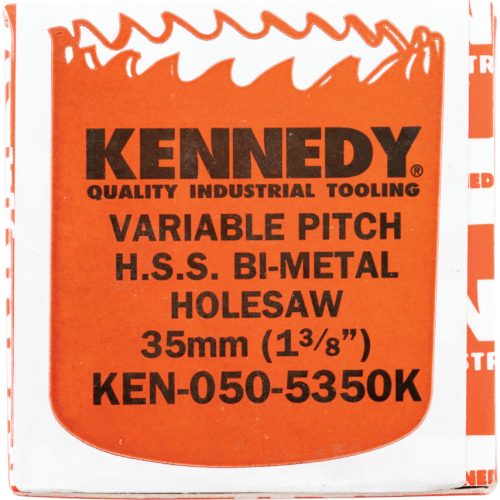 KENNEDY®
QUALITY INDUSTRIAL TOOLING
VARIABLE PITCH
H.S.S. BI-METAL
HOLESAW
35mm (1³/₈”)
KEN-050-5350K